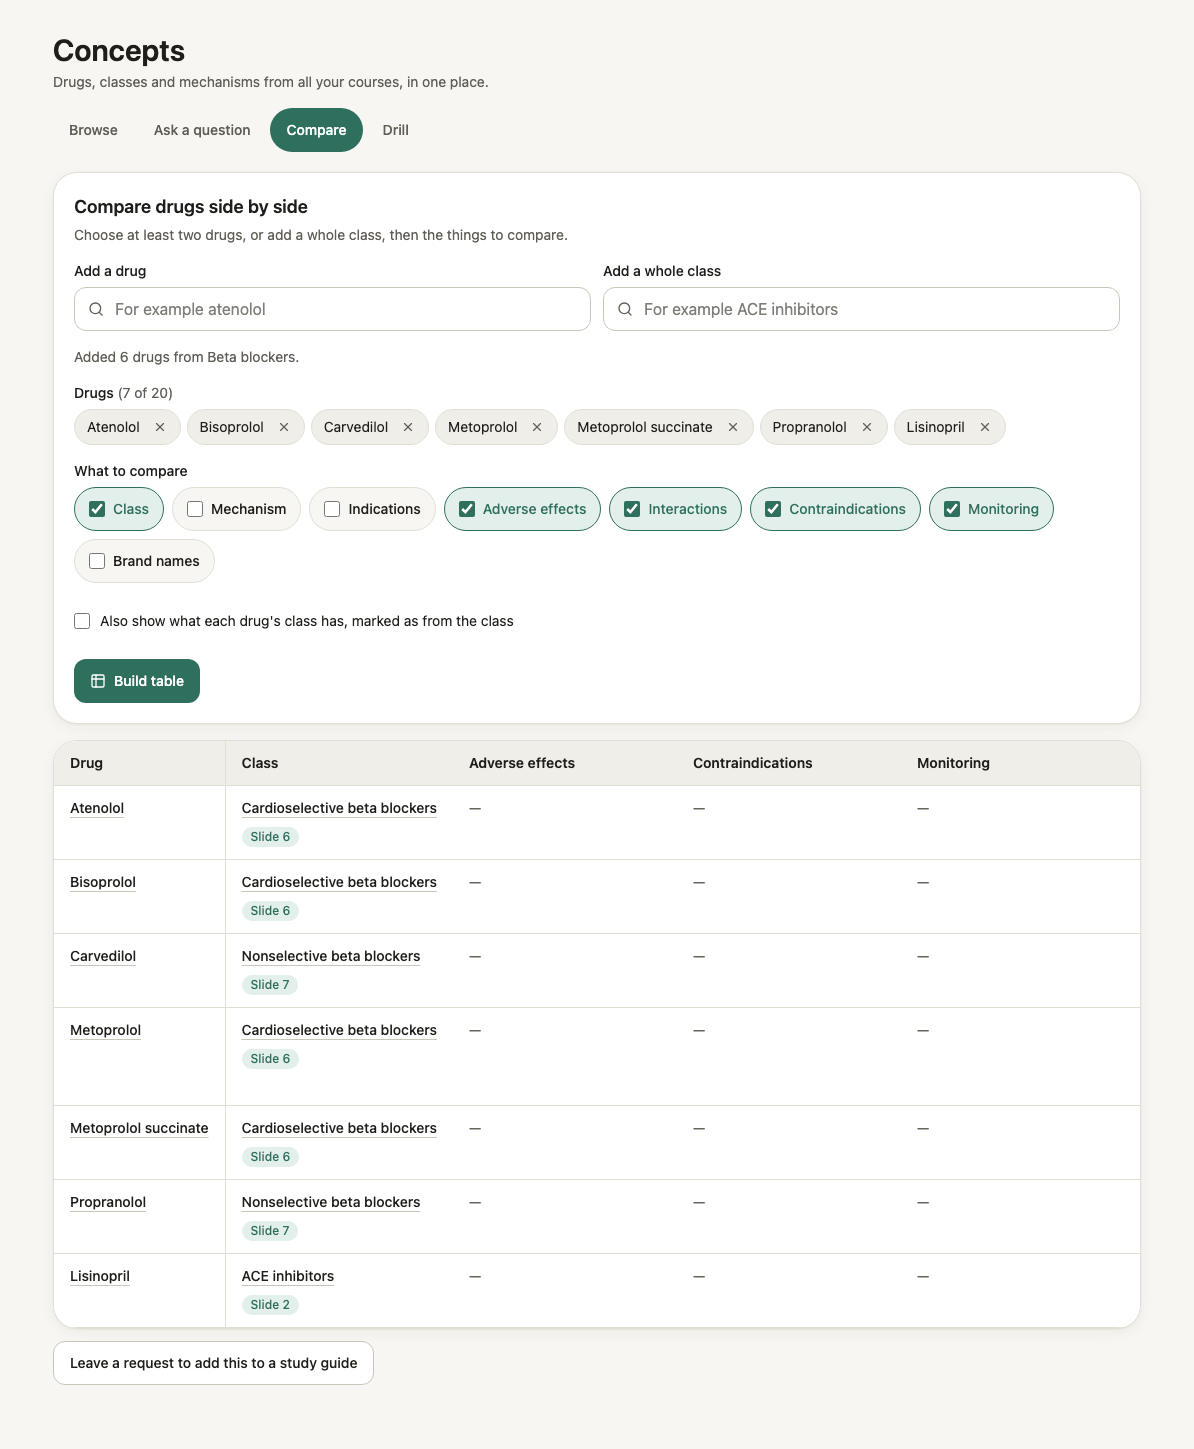 Concepts
Drugs, classes and mechanisms from all your courses, in one place.
Browse Ask a question Compare Drill
Compare drugs side by side
Choose at least two drugs, or add a whole class, then the things to compare.
Add a drug Add a whole class
For example atenolol For example ACE inhibitors
Added 6 drugs from Beta blockers.
Drugs (7 of 20)
Atenolol × Bisoprolol × Carvedilol × Metoprolol × Metoprolol succinate × Propranolol × Lisinopril ×
What to compare
Class Mechanism Indications Adverse effects Interactions Contraindications Monitoring
Brand names
Also show what each drug's class has, marked as from the class
Build table
Drug Class Adverse effects Contraindications Monitoring
Atenolol Cardioselective beta blockers — — —
Slide 6
Bisoprolol Cardioselective beta blockers — — —
Slide 6
Carvedilol Nonselective beta blockers — — —
Slide 7
Metoprolol Cardioselective beta blockers — — —
Slide 6
Metoprolol succinate Cardioselective beta blockers — — —
Slide 6
Propranolol Nonselective beta blockers — — —
Slide 7
Lisinopril ACE inhibitors — — —
Slide 2
Leave a request to add this to a study guide